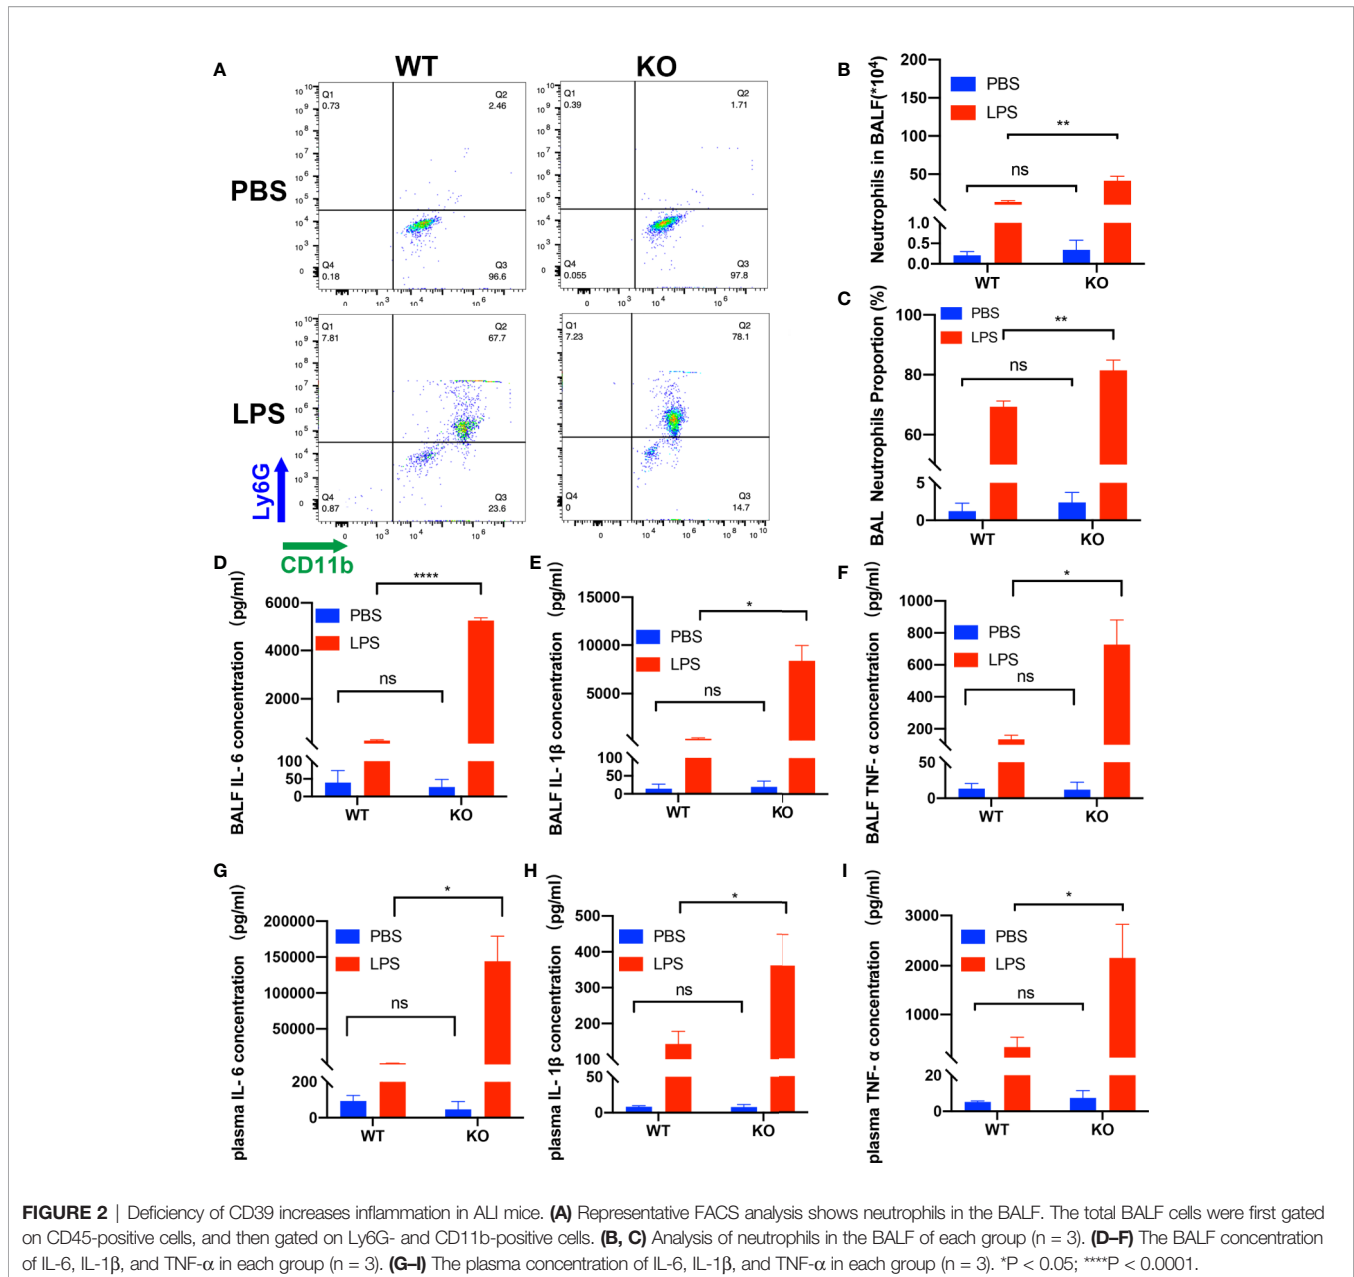 A
WT
KO
PBS
LPS
Q1
0.73
Q2
2.46
Q4
0.18
Q3
96.6
Q1
0.39
Q2
1.71
Q4
0.055
Q3
97.8
Q1
7.81
Q2
67.7
Q4
0.87
Q3
23.6
Q1
7.23
Q2
78.1
Q4
0
Q3
14.7
Ly6G
CD11b
B
Neutrophils in BALF(*10⁴)
200
150
100
50
1.0
0.5
0.0
PBS
LPS
ns
**
WT
KO
C
BAL Neutrophils Proportion (%)
100
80
60
5
0
PBS
LPS
ns
**
WT
KO
D
BALF IL- 6 concentration (pg/ml)
6000
4000
2000
100
50
0
PBS
LPS
ns
****
WT
KO
E
BALF IL- 1β concentration (pg/ml)
15000
10000
5000
100
50
0
PBS
LPS
ns
*
WT
KO
F
BALF TNF- α concentration (pg/ml)
1000
800
600
400
200
50
0
PBS
LPS
ns
*
WT
KO
G
plasma IL- 6 concentration (pg/ml)
200000
150000
100000
50000
200
0
PBS
LPS
ns
*
WT
KO
H
plasma IL- 1β concentration (pg/ml)
500
400
300
200
100
50
0
PBS
LPS
ns
*
WT
KO
I
plasma TNF- α concentration (pg/ml)
3000
2000
1000
20
0
PBS
LPS
ns
*
WT
KO
FIGURE 2 | Deficiency of CD39 increases inflammation in ALI mice. (A) Representative FACS analysis shows neutrophils in the BALF. The total BALF cells were first gated
on CD45-positive cells, and then gated on Ly6G- and CD11b-positive cells. (B, C) Analysis of neutrophils in the BALF of each group (n = 3). (D–F) The BALF concentration
of IL-6, IL-1β, and TNF-α in each group (n = 3). (G–I) The plasma concentration of IL-6, IL-1β, and TNF-α in each group (n = 3). *P < 0.05; ****P < 0.0001.